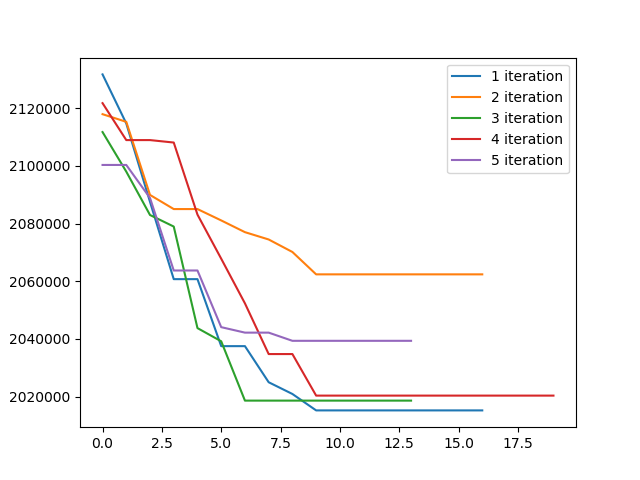 1 iteration
2 iteration
3 iteration
4 iteration
5 iteration
2120000
2100000
2080000
2060000
2040000
2020000
0.0 2.5 5.0 7.5 10.0 12.5 15.0 17.5